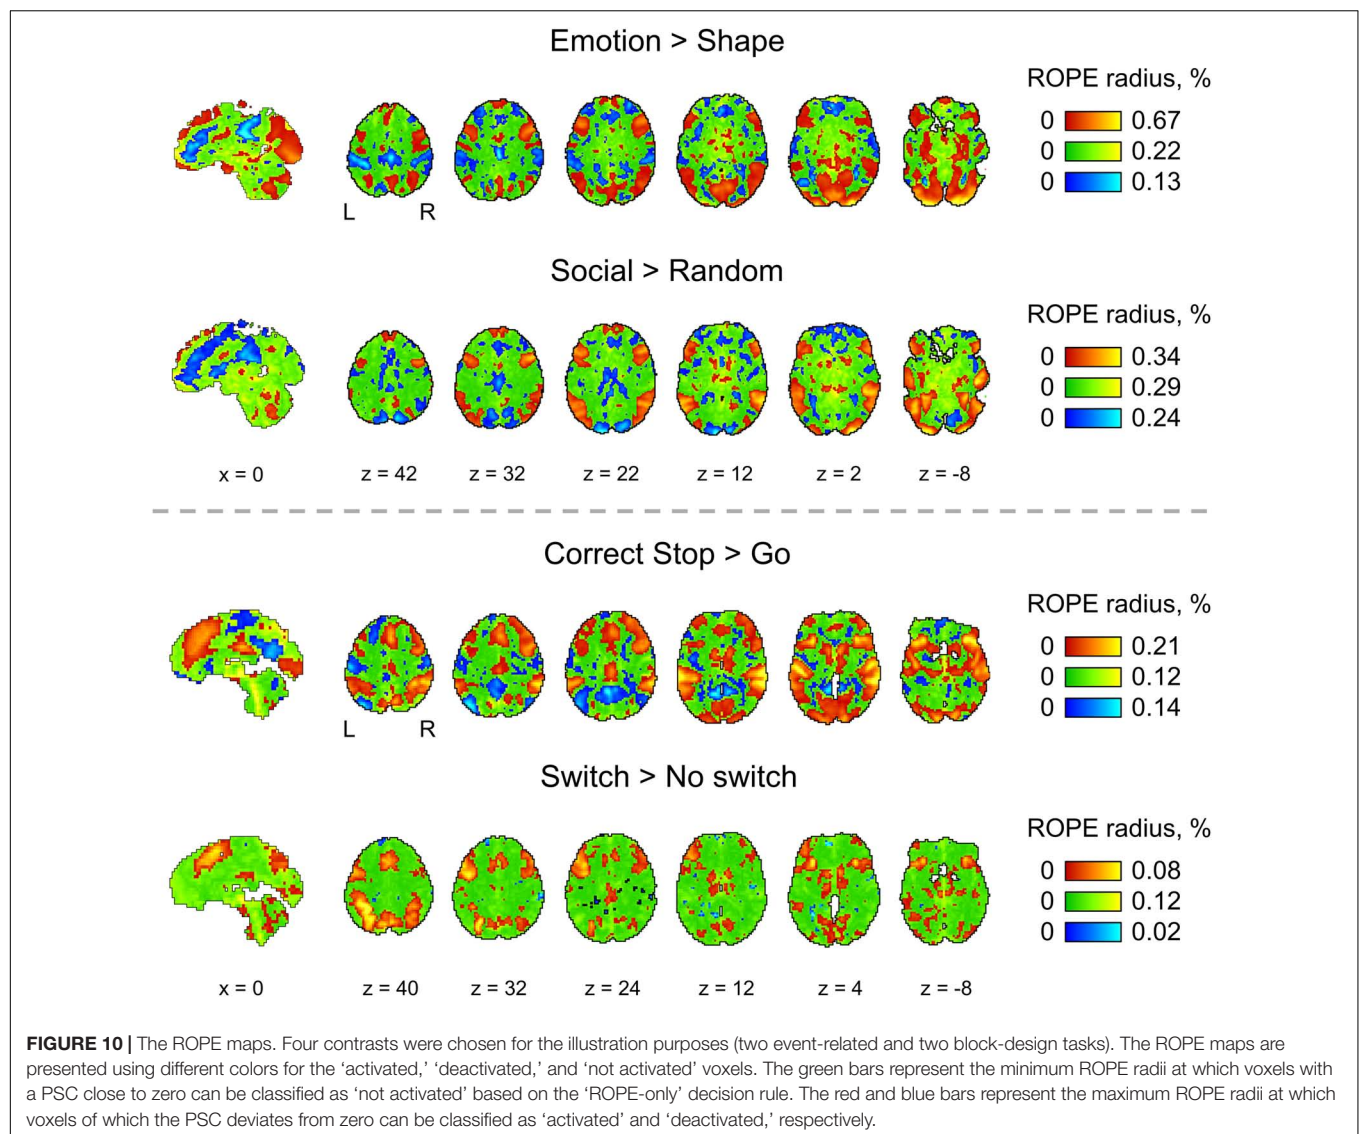 Emotion > Shape
ROPE radius, %
0 0.67
0 0.22
0 0.13
L R
Social > Random
ROPE radius, %
0 0.34
0 0.29
0 0.24
x = 0 z = 42 z = 32 z = 22 z = 12 z = 2 z = -8
Correct Stop > Go
ROPE radius, %
0 0.21
0 0.12
0 0.14
L R
Switch > No switch
ROPE radius, %
0 0.08
0 0.12
0 0.02
x = 0 z = 40 z = 32 z = 24 z = 12 z = 4 z = -8
FIGURE 10 | The ROPE maps. Four contrasts were chosen for the illustration purposes (two event-related and two block-design tasks). The ROPE maps are
presented using different colors for the ‘activated,’ ‘deactivated,’ and ‘not activated’ voxels. The green bars represent the minimum ROPE radii at which voxels with
a PSC close to zero can be classified as ‘not activated’ based on the ‘ROPE-only’ decision rule. The red and blue bars represent the maximum ROPE radii at which
voxels of which the PSC deviates from zero can be classified as ‘activated’ and ‘deactivated,’ respectively.